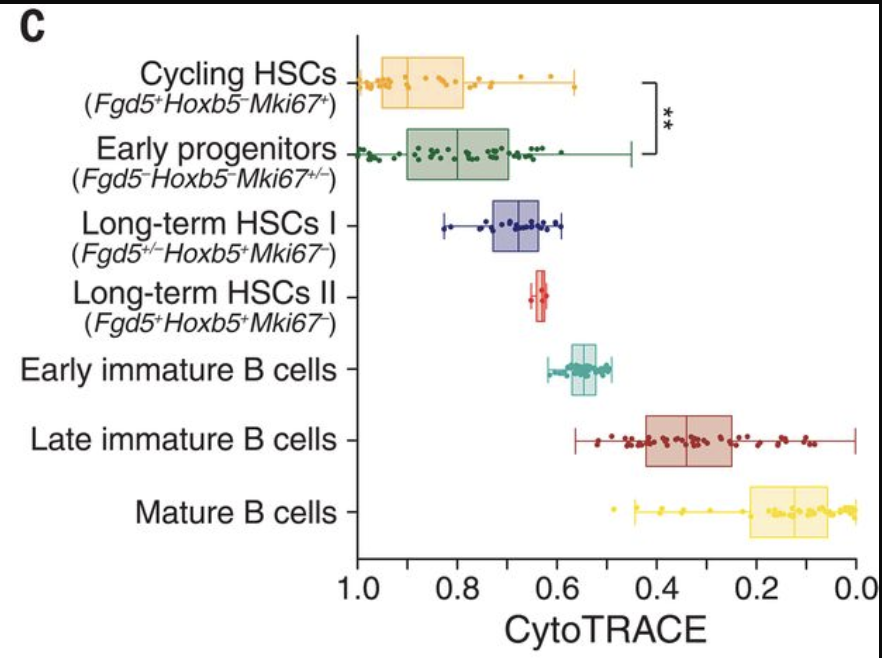 C
Cycling HSCs
(Fgd5⁺Hoxb5⁻Mki67⁺)
**
Early progenitors
(Fgd5⁻Hoxb5⁻Mki67⁺/⁻)
Long-term HSCs I
(Fgd5⁺/⁻Hoxb5⁺Mki67⁻)
Long-term HSCs II
(Fgd5⁺Hoxb5⁺Mki67⁻)
Early immature B cells
Late immature B cells
Mature B cells
1.0 0.8 0.6 0.4 0.2 0.0
CytoTRACE